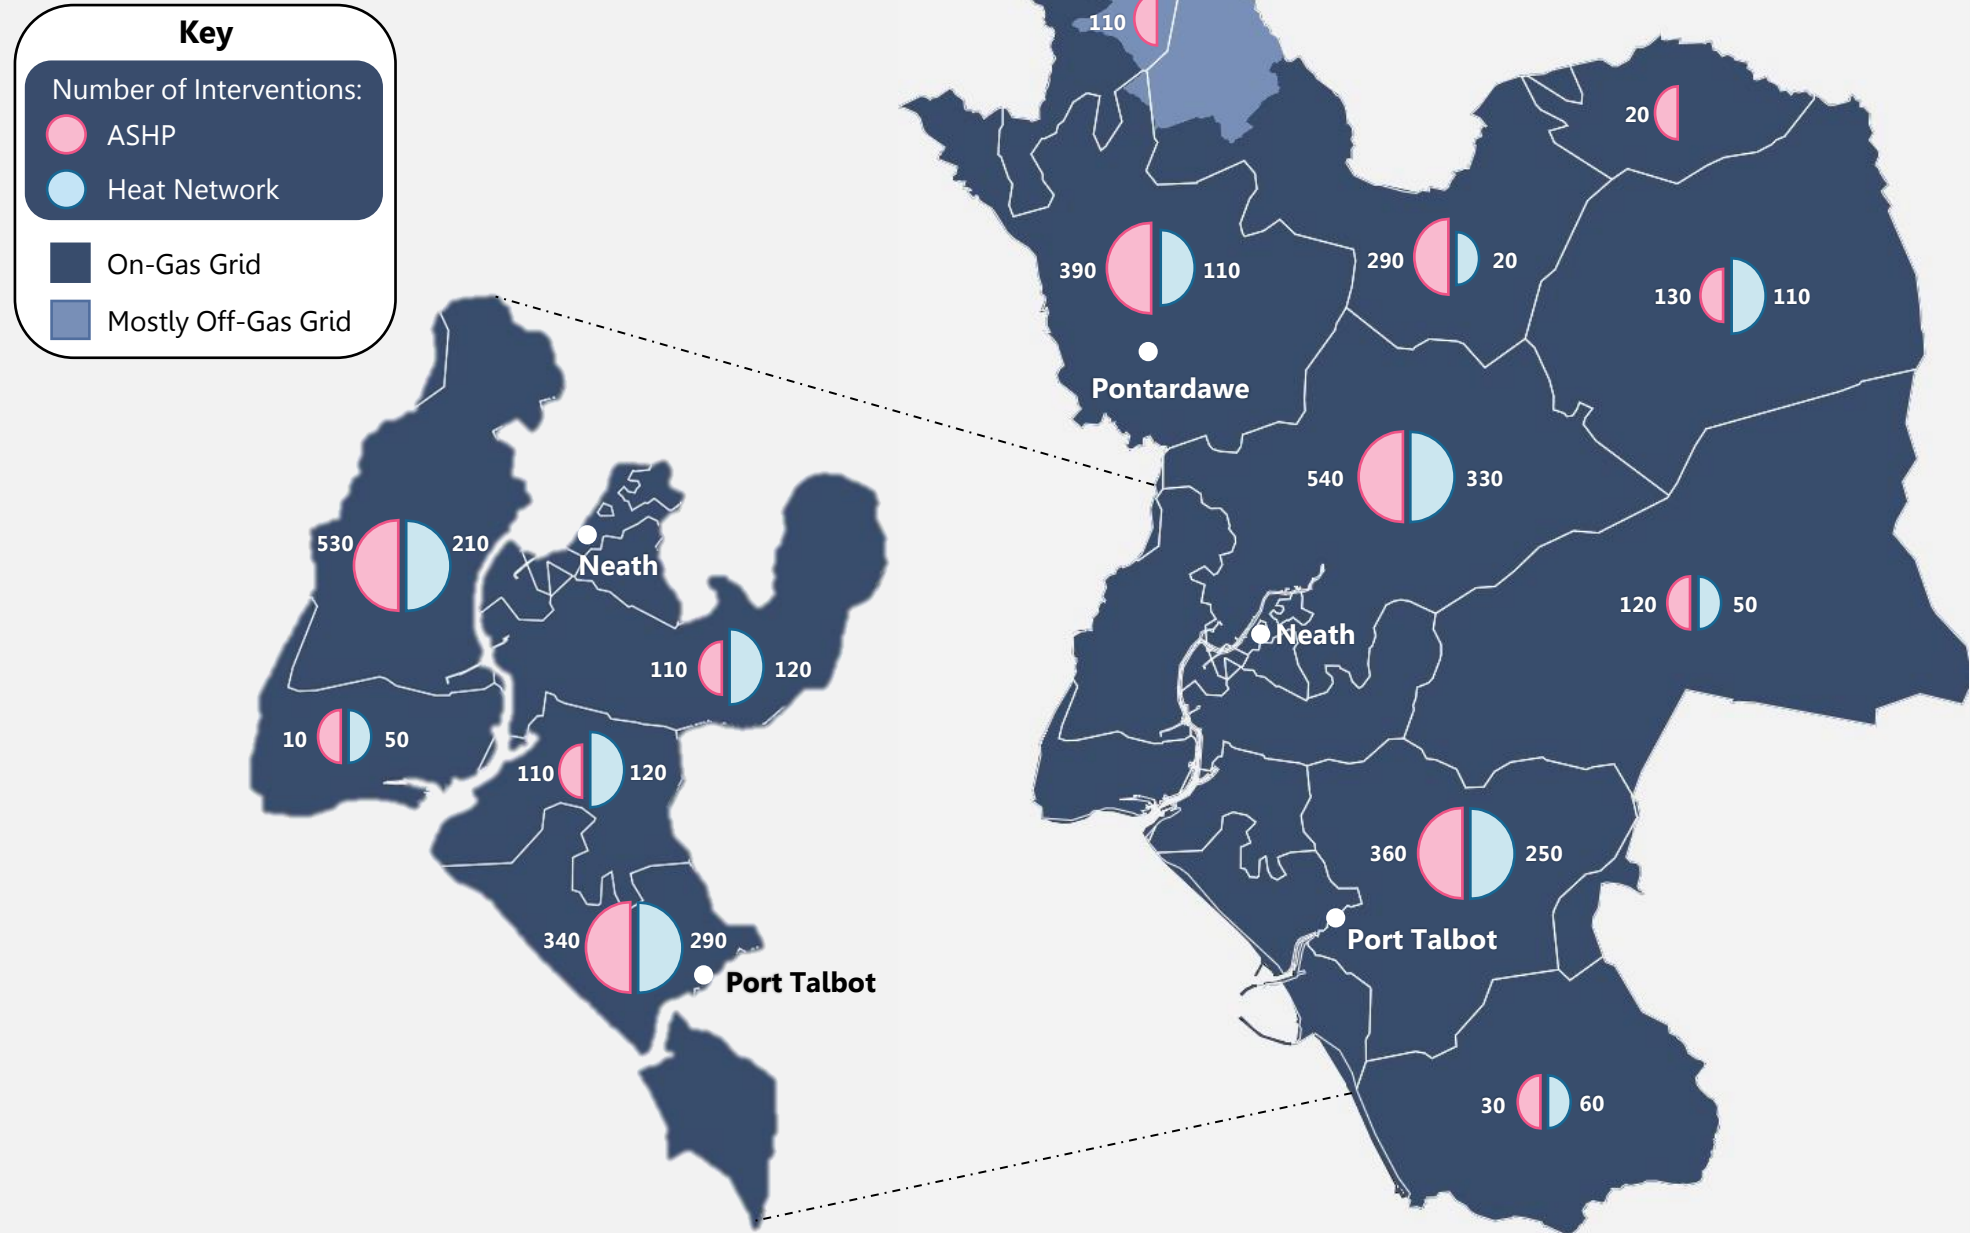 Key
Number of Interventions:
ASHP
Heat Network
On-Gas Grid
Mostly Off-Gas Grid
110
20
390
110
290
20
130
110
Pontardawe
540
330
530
210
Neath
120
50
Neath
110
120
10
50
110
120
360
250
340
290
Port Talbot
Port Talbot
30
60